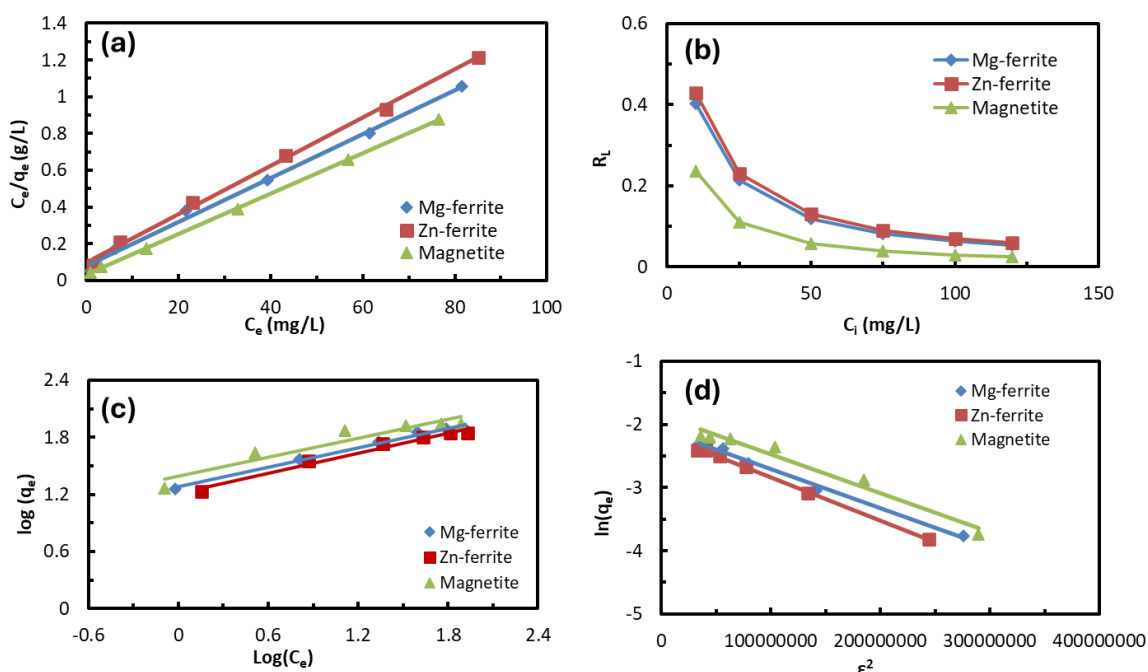 (a)
1.4
1.2
1
0.8
0.6
0.4
0.2
0
0 20 40 60 80 100
Cₑ/qₑ (g/L)
Cₑ (mg/L)
Mg-ferrite
Zn-ferrite
Magnetite
(b)
0.6
0.4
0.2
0
0 50 100 150
R_L
Cᵢ (mg/L)
Mg-ferrite
Zn-ferrite
Magnetite
(c)
2.4
1.8
1.2
0.6
0
-0.6 0 0.6 1.2 1.8 2.4
log (qₑ)
Log(Cₑ)
Mg-ferrite
Zn-ferrite
Magnetite
(d)
-1
-2
-3
-4
-5
0 100000000 200000000 300000000 400000000
ln(qₑ)
ε²
Mg-ferrite
Zn-ferrite
Magnetite